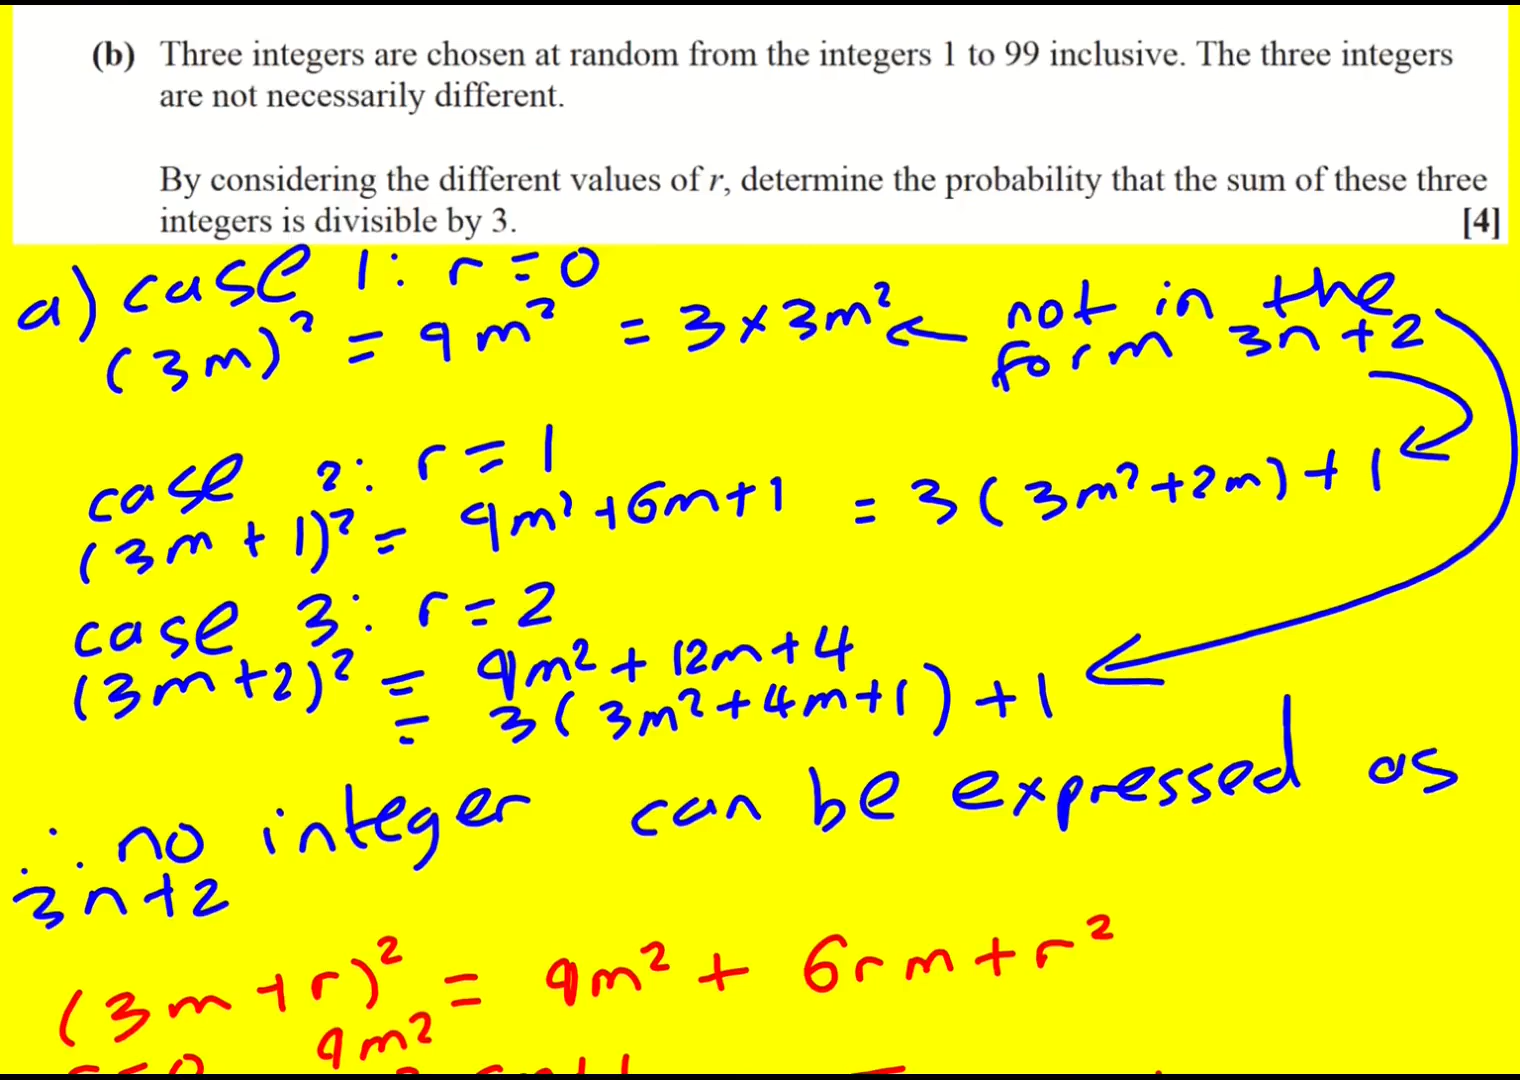 (b) Three integers are chosen at random from the integers 1 to 99 inclusive. The three integers
are not necessarily different.
By considering the different values of r, determine the probability that the sum of these three
integers is divisible by 3.
[4]
a) case 1: r = 0
(3m)² = 9m² = 3 × 3m² ← not in the
form 3n + 2
case 2: r = 1
(3m + 1)² = 9m² + 6m + 1 = 3(3m² + 2m) + 1
case 3: r = 2
(3m + 2)² = 9m² + 12m + 4
= 3(3m² + 4m + 1) + 1
∴ no integer can be expressed as
3n + 2
(3m + r)² = 9m² + 6rm + r²
9m²